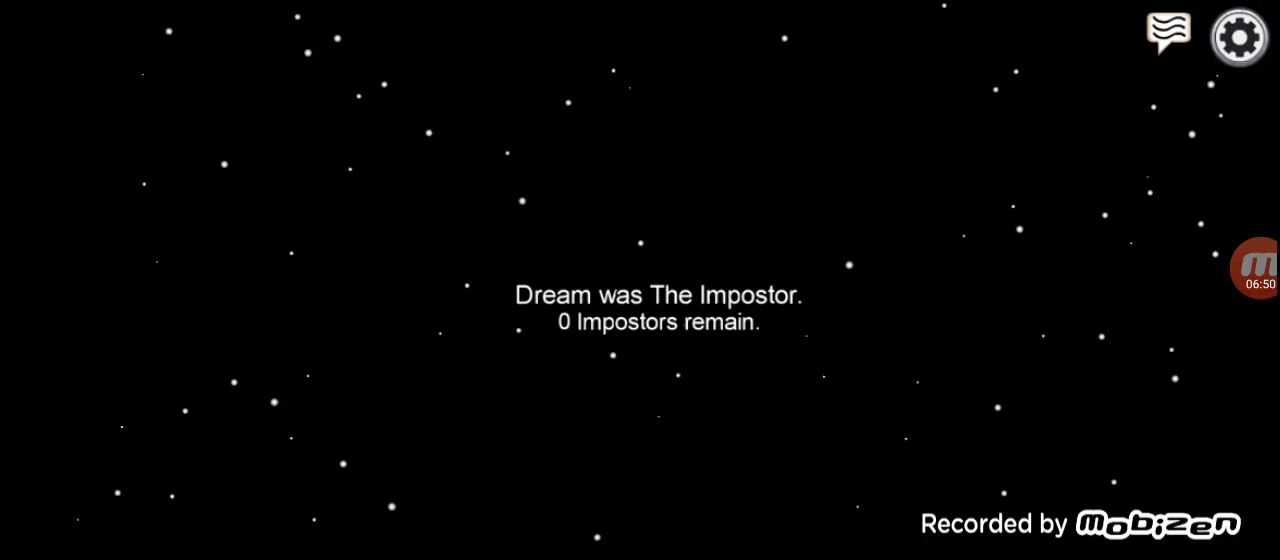 Dream was The Impostor.
0 Impostors remain.
06:50
Recorded by mobizen